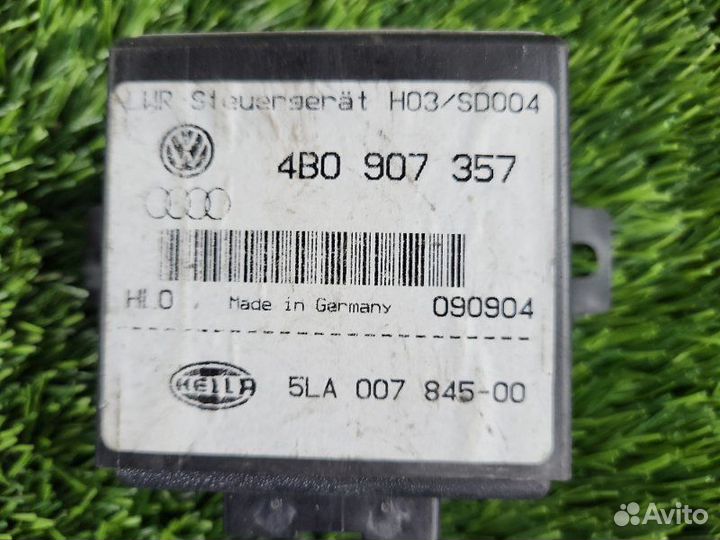 LWR Steuergerät H03/SD004
4B0 907 357
HLO Made in Germany 090904
HELLA 5LA 007 845-00
Avito